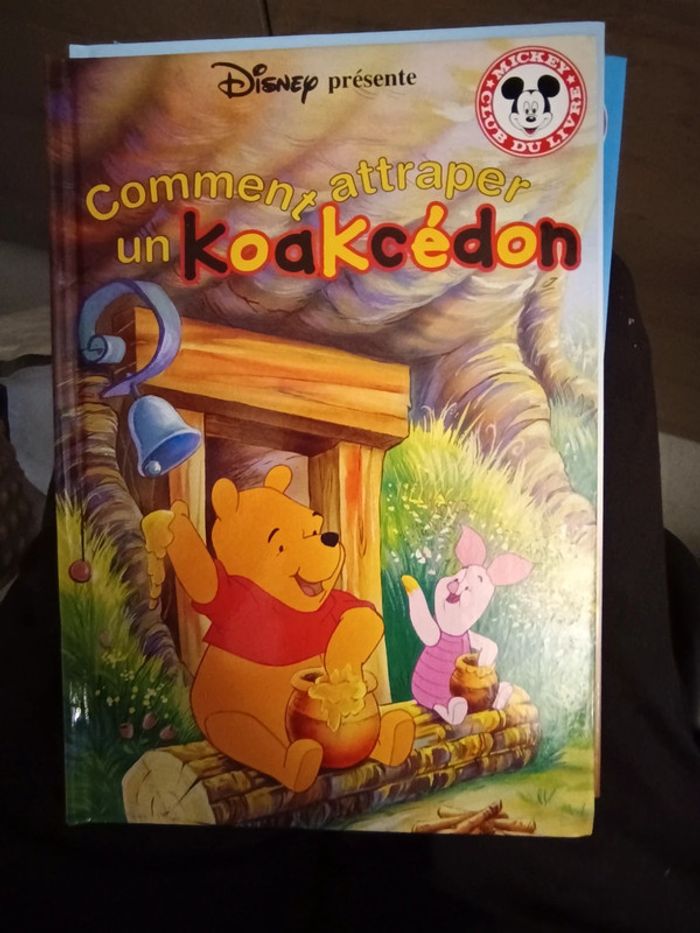 Disney présente
MICKEY
CLUB DU LIVRE
Comment attraper
un Koakcédon